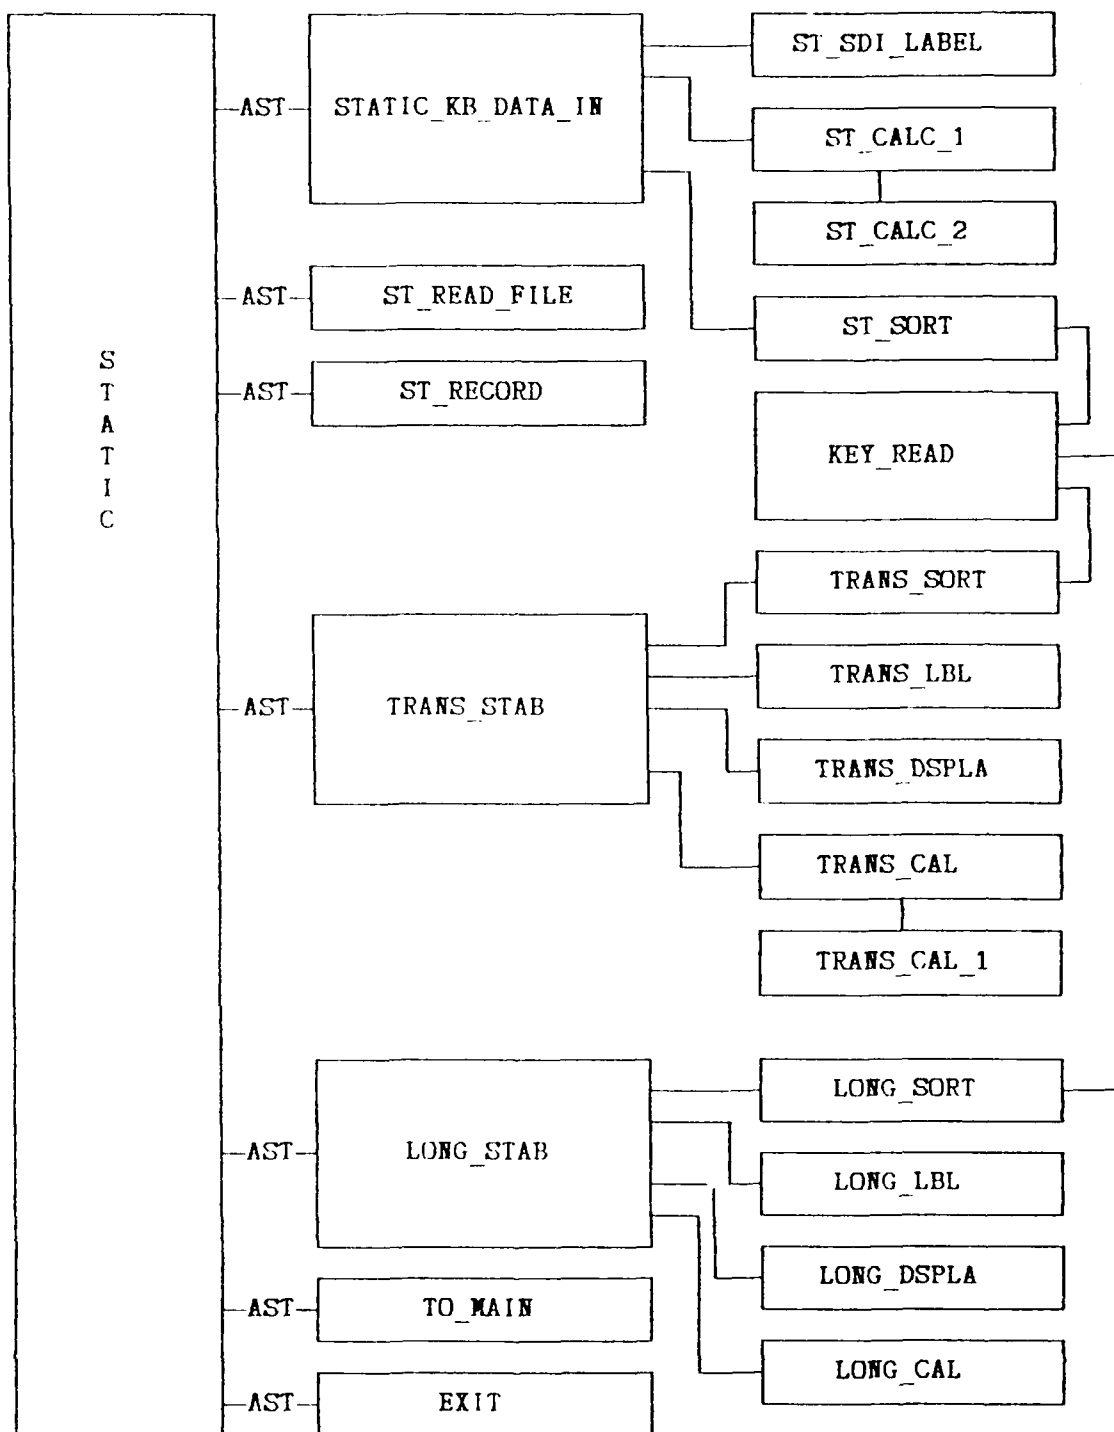 STATIC
AST
STATIC_KB_DATA_IN
ST_SDI_LABEL
ST_CALC_1
ST_CALC_2
AST
ST_READ_FILE
ST_SORT
AST
ST_RECORD
KEY_READ
TRANS_SORT
AST
TRANS_STAB
TRANS_LBL
TRANS_DSPLA
TRANS_CAL
TRANS_CAL_1
LONG_SORT
AST
LONG_STAB
LONG_LBL
LONG_DSPLA
AST
TO_MAIN
LONG_CAL
AST
EXIT